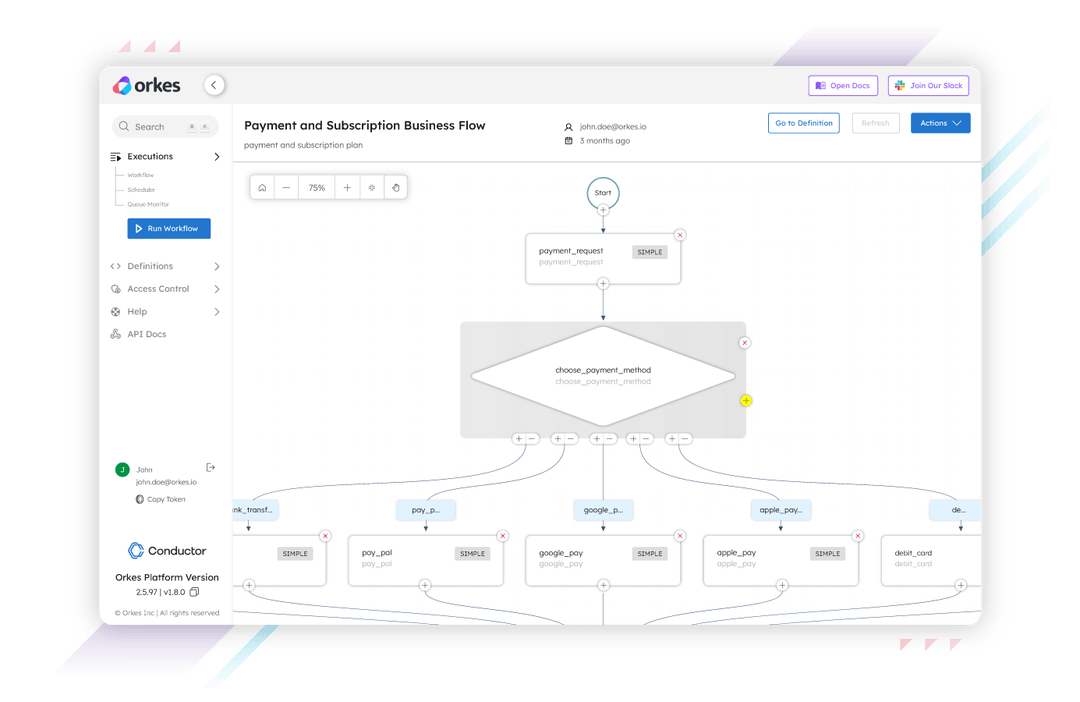 orkes
Open Docs
Join Our Slack
Search
Executions
Workflow
Scheduler
Queue Monitor
Run Workflow
Definitions
Access Control
Help
API Docs
J
John
john.doe@orkes.io
Copy Token
Conductor
Orkes Platform Version
2.5.97 | v1.8.0
© Orkes Inc | All rights reserved
Payment and Subscription Business Flow
payment and subscription plan
john.doe@orkes.io
3 months ago
Go to Definition
Refresh
Actions
75%
Start
payment_request
SIMPLE
payment_request
choose_payment_method
choose_payment_method
nk_transf...
pay_p...
google_p...
apple_pay...
de...
SIMPLE
pay_pal
SIMPLE
pay_pal
google_pay
SIMPLE
google_pay
apple_pay
SIMPLE
apple_pay
debit_card
debit_card